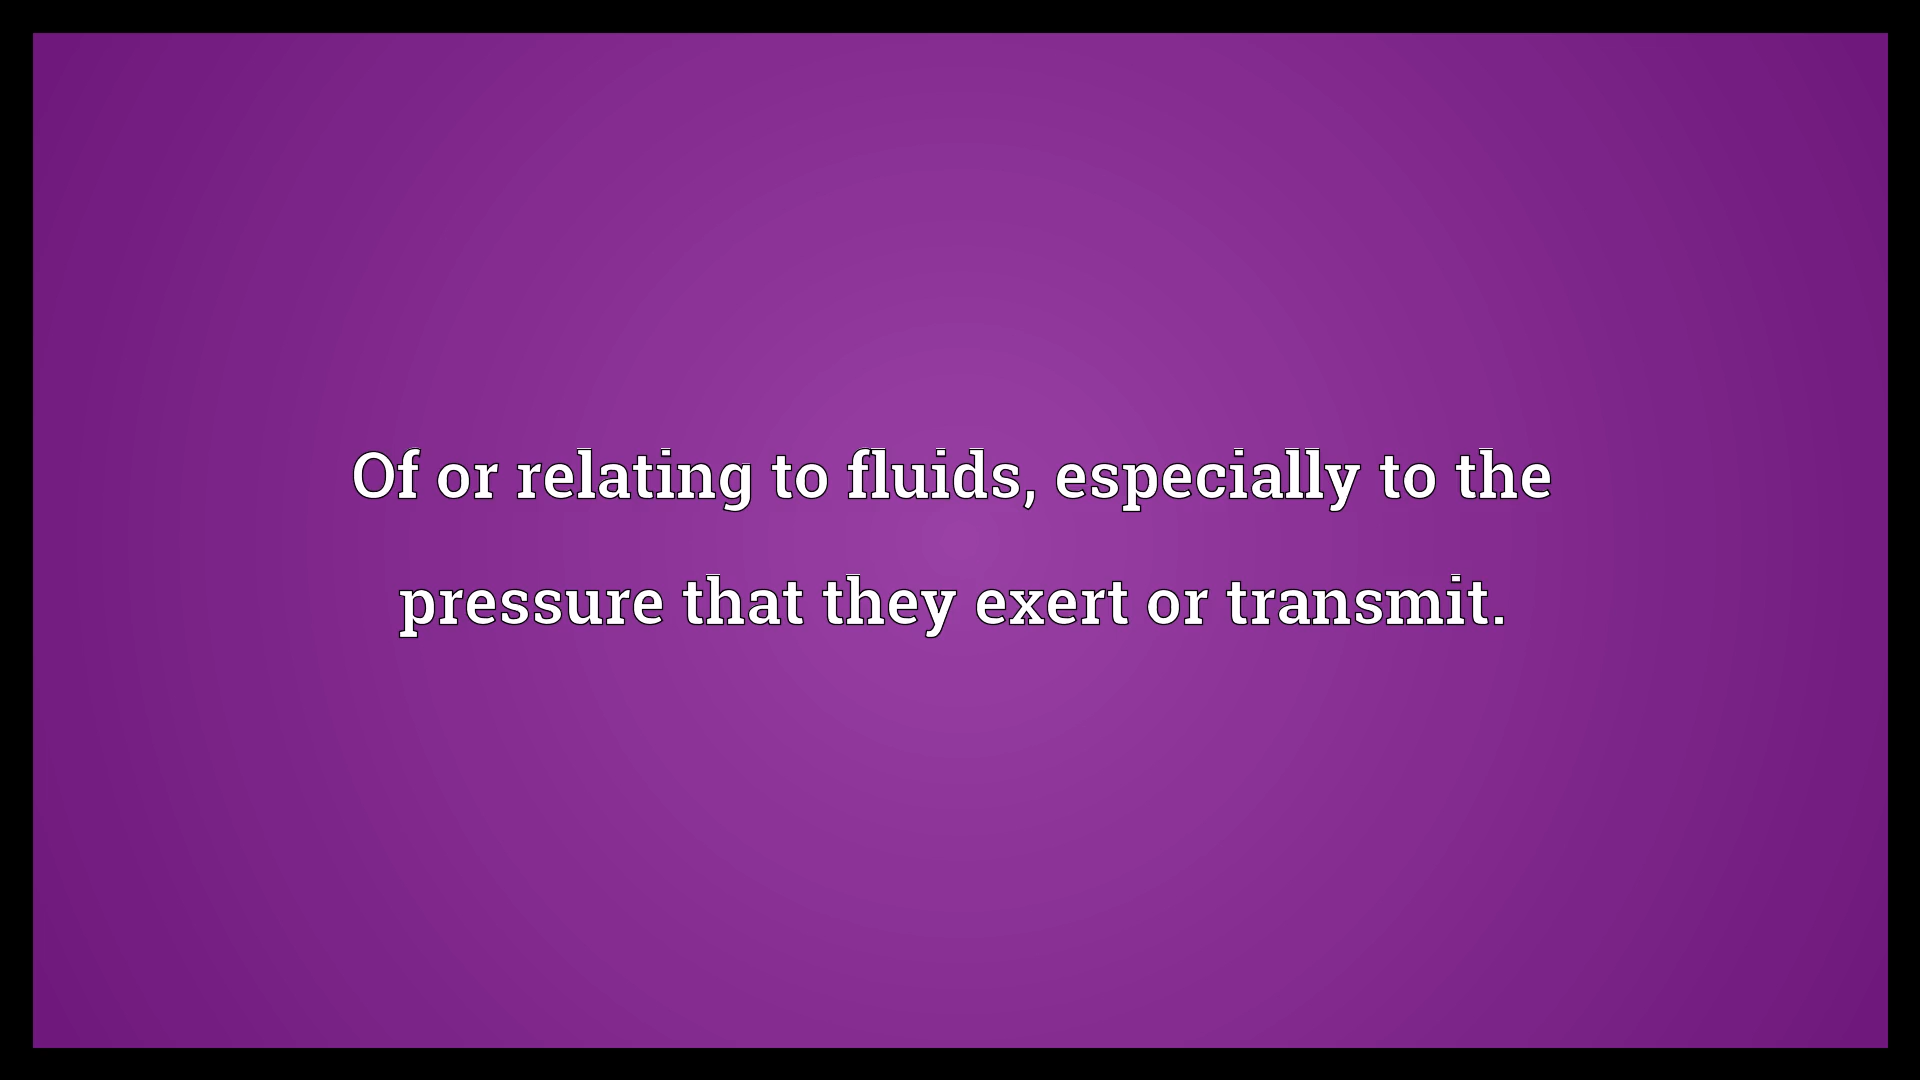 Of or relating to fluids, especially to the
pressure that they exert or transmit.